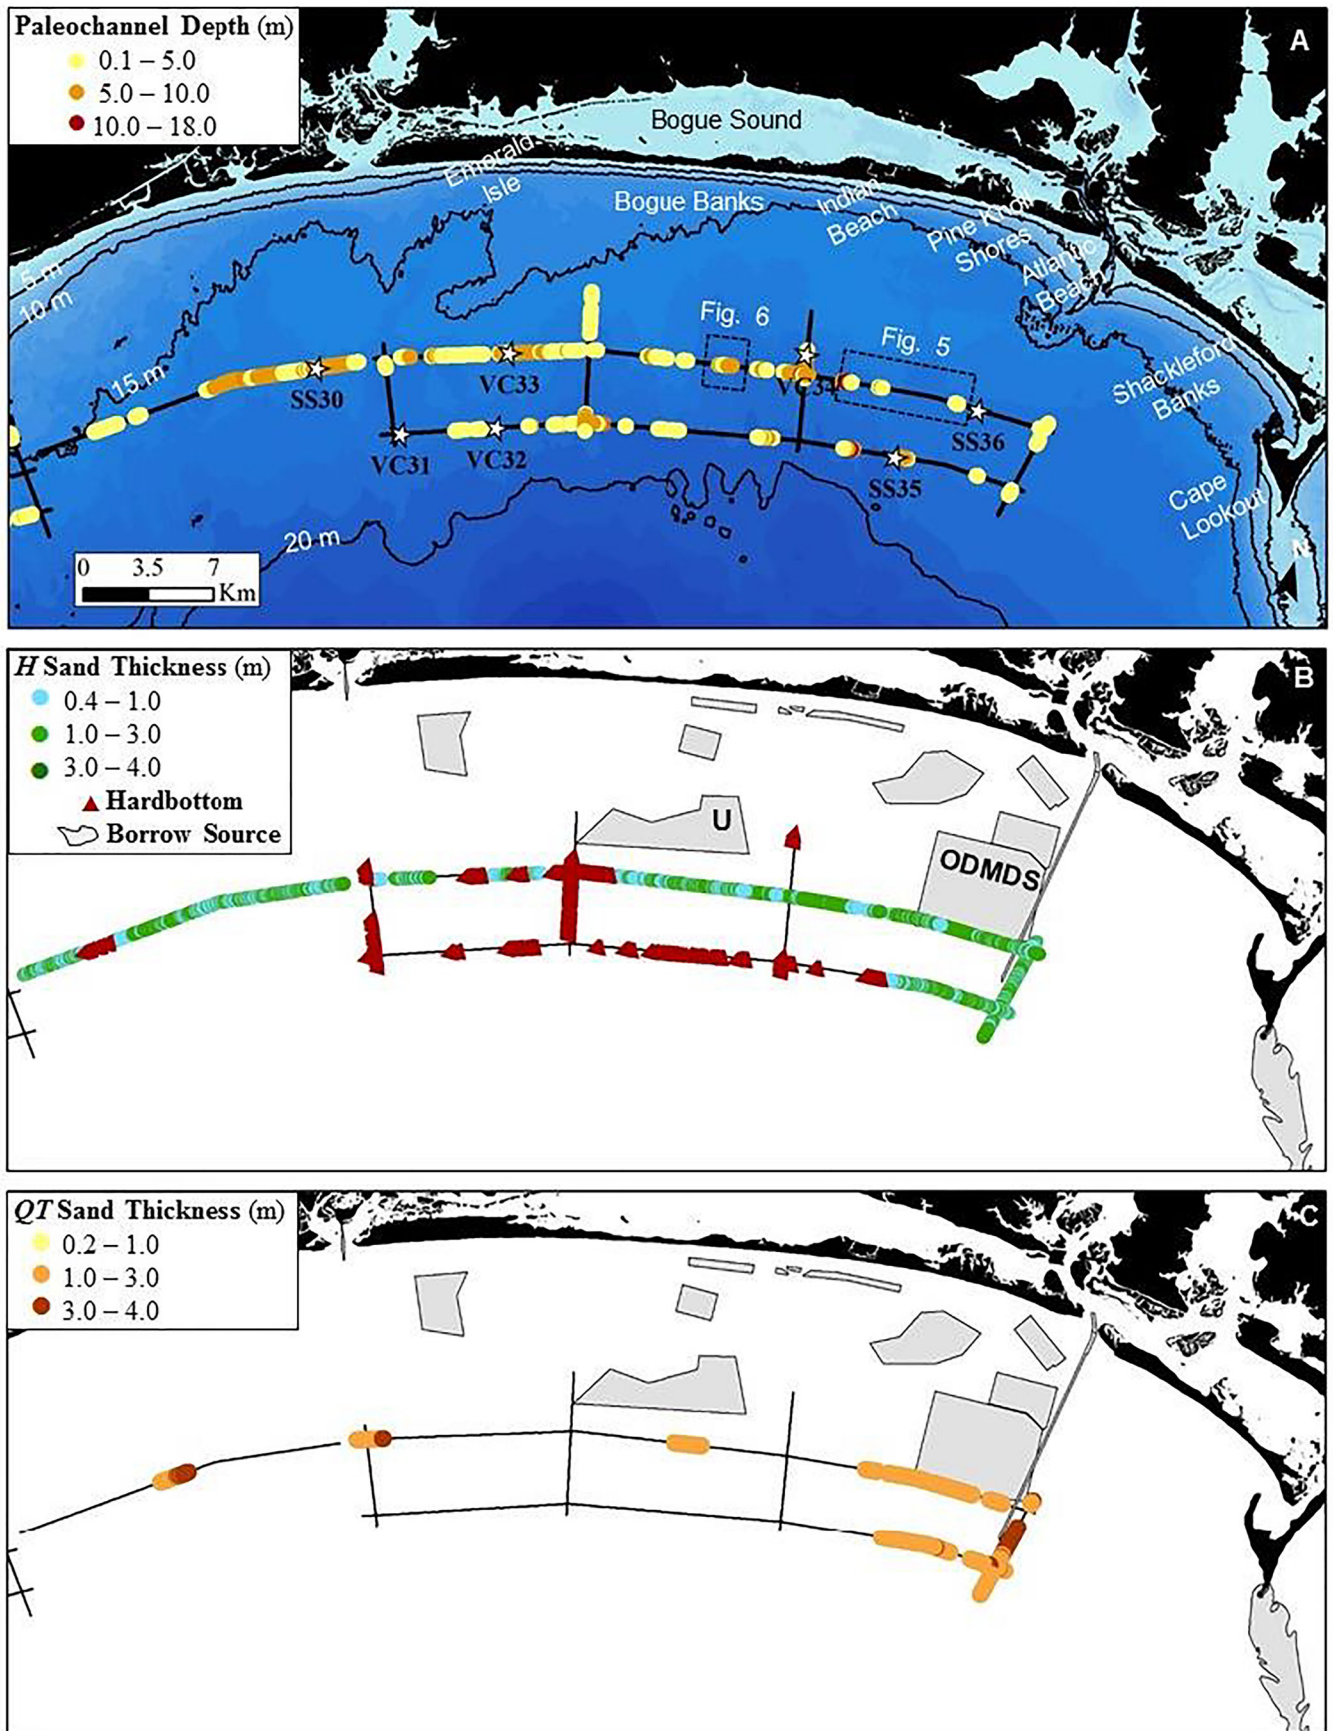 Paleochannel Depth (m)
0.1 – 5.0
5.0 – 10.0
10.0 – 18.0
A
Bogue Sound
Emerald
Isle
Bogue Banks
Indian
Beach
Pine Knoll
Shores
Atlantic
Beach
5 m
10 m
15 m
Fig. 6
Fig. 5
Shackleford
Banks
SS30
VC33
VC34
SS36
VC31
VC32
SS35
Cape
Lookout
20 m
N
0 3.5 7
Km
H Sand Thickness (m)
0.4 – 1.0
1.0 – 3.0
3.0 – 4.0
Hardbottom
Borrow Source
B
U
ODMDS
QT Sand Thickness (m)
0.2 – 1.0
1.0 – 3.0
3.0 – 4.0
C